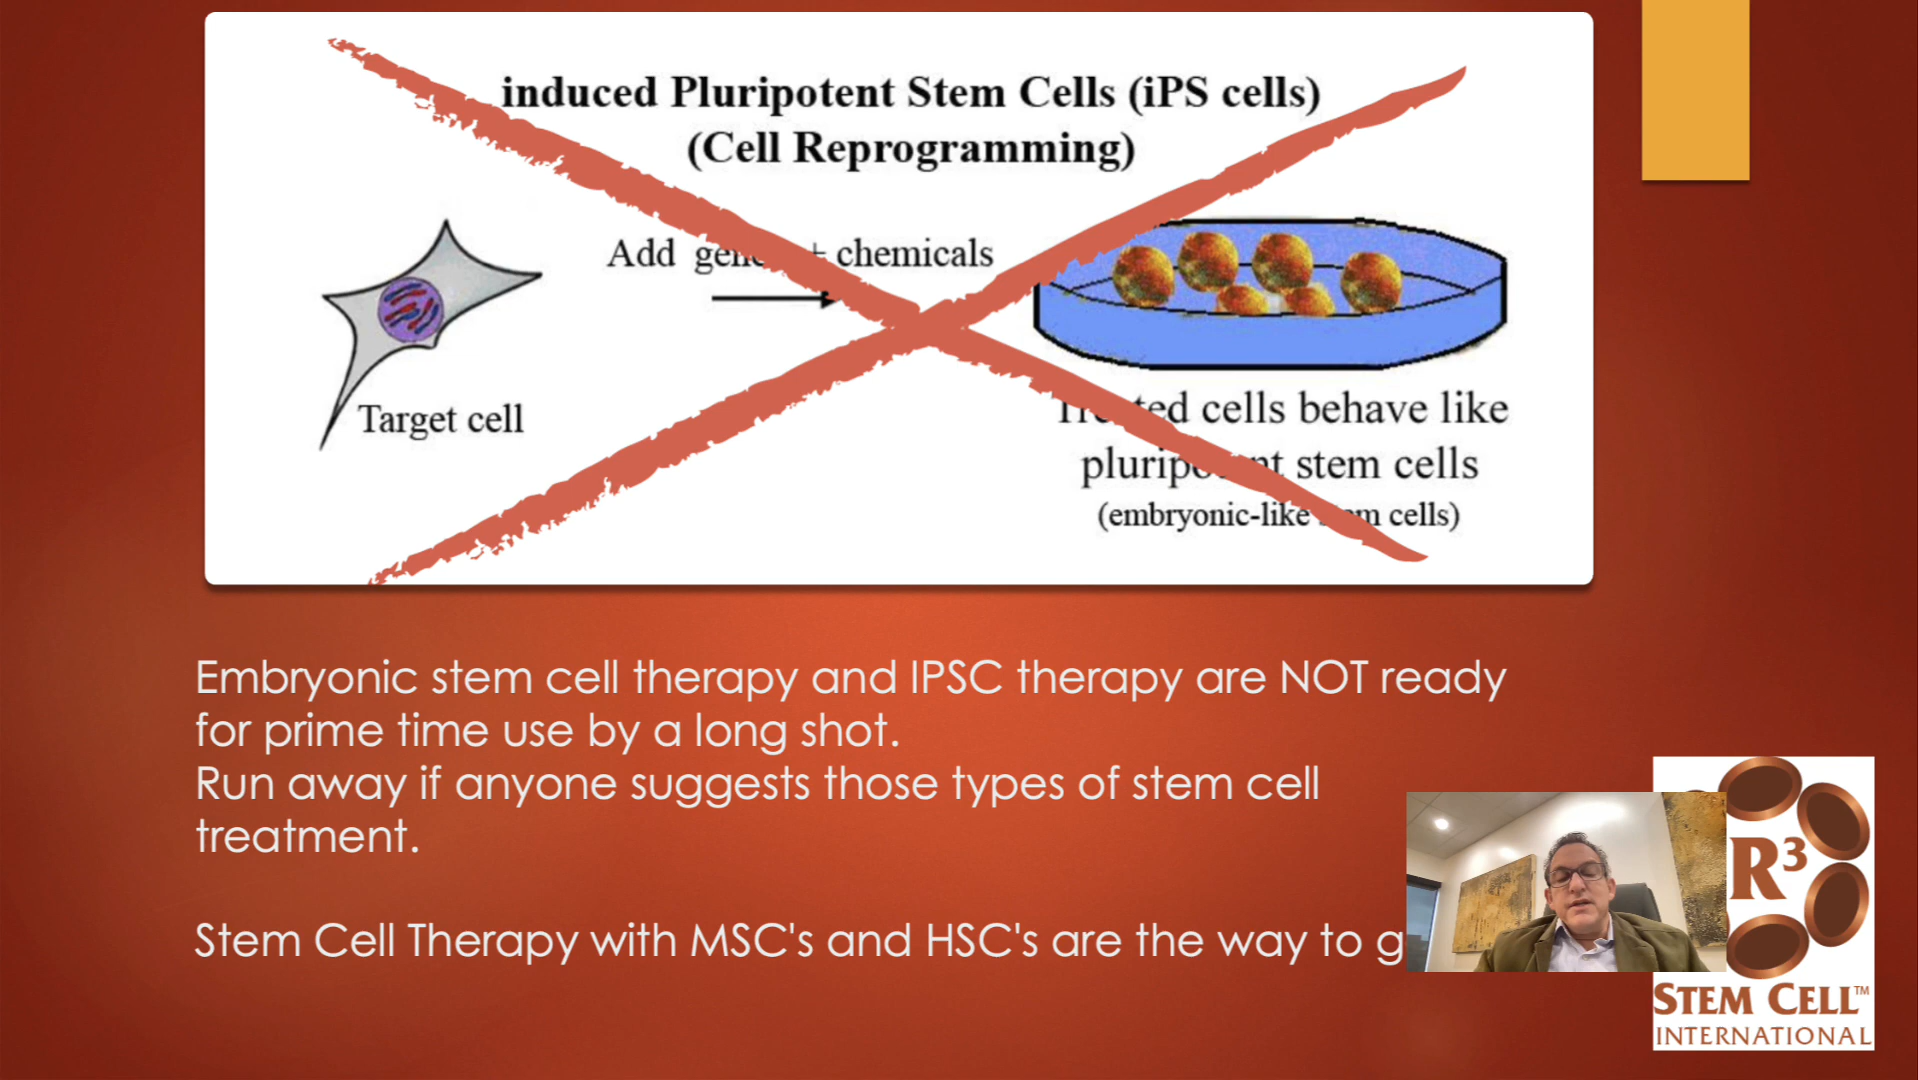 induced Pluripotent Stem Cells (iPS cells)
(Cell Reprogramming)
Add + chemicals
Target cell
cells behave like
stem cells
(embryonic-like cells)
Embryonic stem cell therapy and IPSC therapy are NOT ready
for prime time use by a long shot.
Run away if anyone suggests those types of stem cell
treatment.
Stem Cell Therapy with MSC's and HSC's are the way to
R³
STEM CELL™
INTERNATIONAL